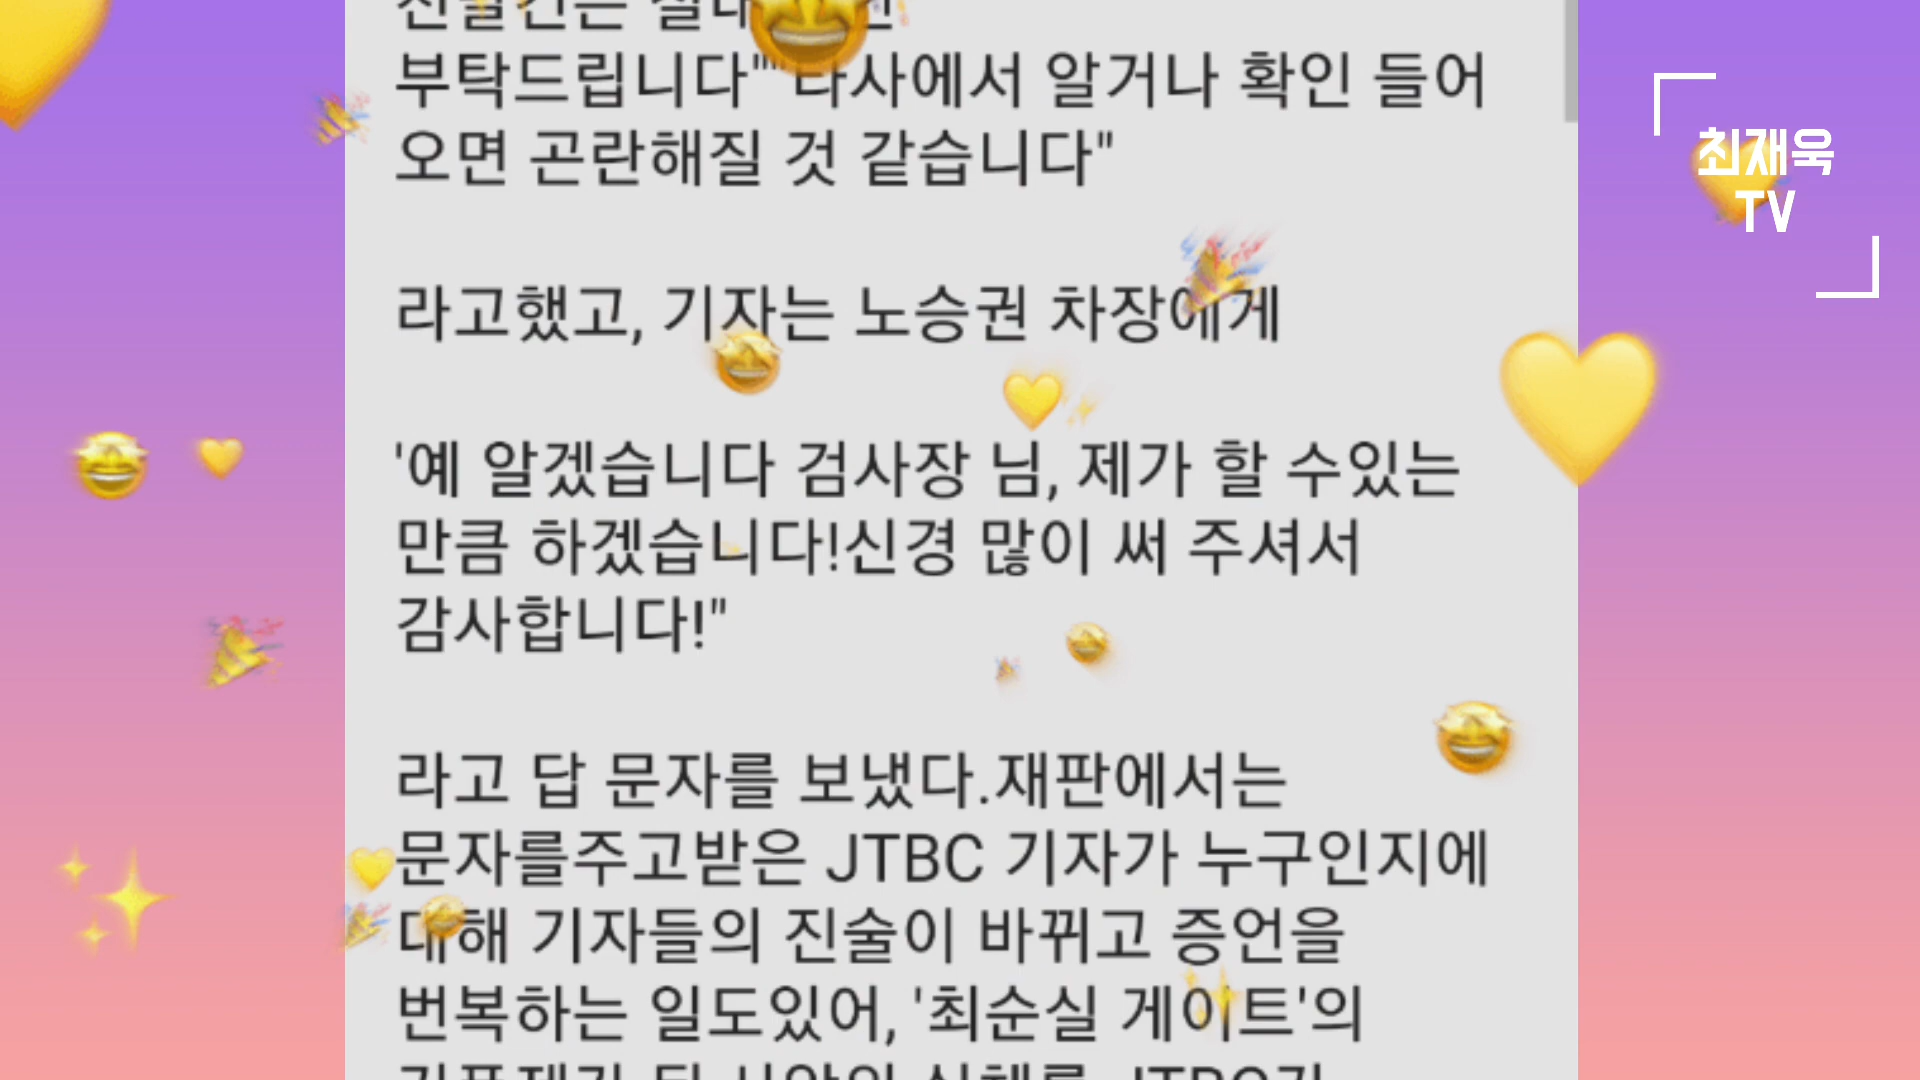 부탁드립니다""타사에서 알거나 확인 들어
오면 곤란해질 것 같습니다"
라고했고, 기자는 노승권 차장에게
'예 알겠습니다 검사장 님, 제가 할 수있는
만큼 하겠습니다!신경 많이 써 주셔서
감사합니다!"
라고 답 문자를 보냈다.재판에서는
문자를주고받은 JTBC 기자가 누구인지에
대해 기자들의 진술이 바뀌고 증언을
번복하는 일도있어, '최순실 게이트'의
최재욱
TV